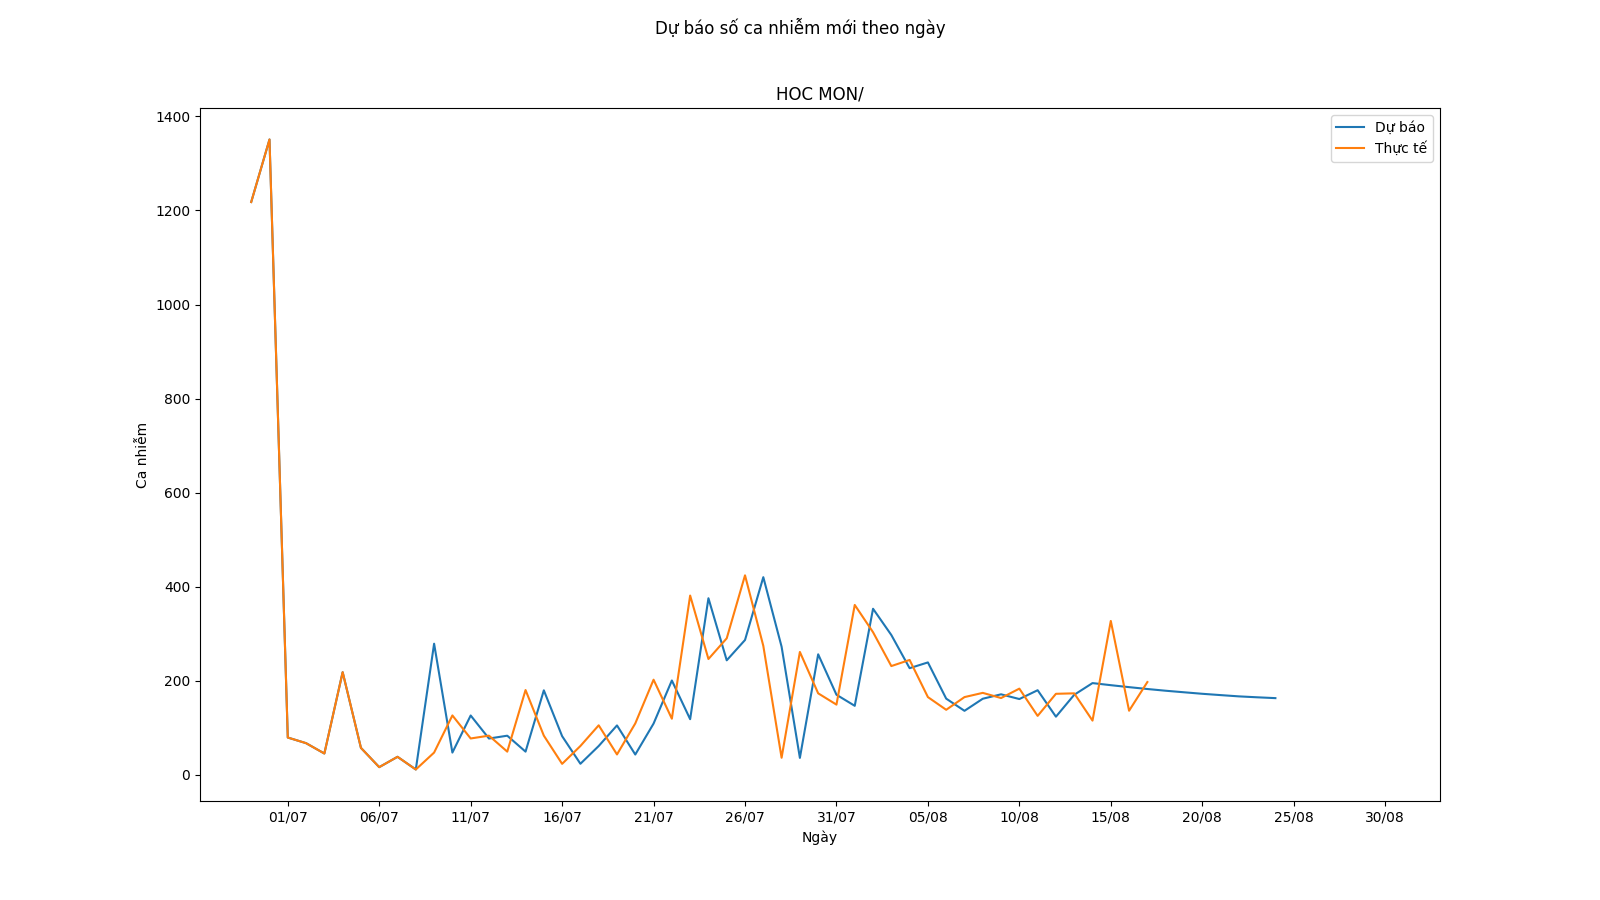 Dự báo số ca nhiễm mới theo ngày
HOC MON/
Dự báo
Thực tế
Ca nhiễm
1400
1200
1000
800
600
400
200
0
01/07 06/07 11/07 16/07 21/07 26/07 31/07 05/08 10/08 15/08 20/08 25/08 30/08
Ngày